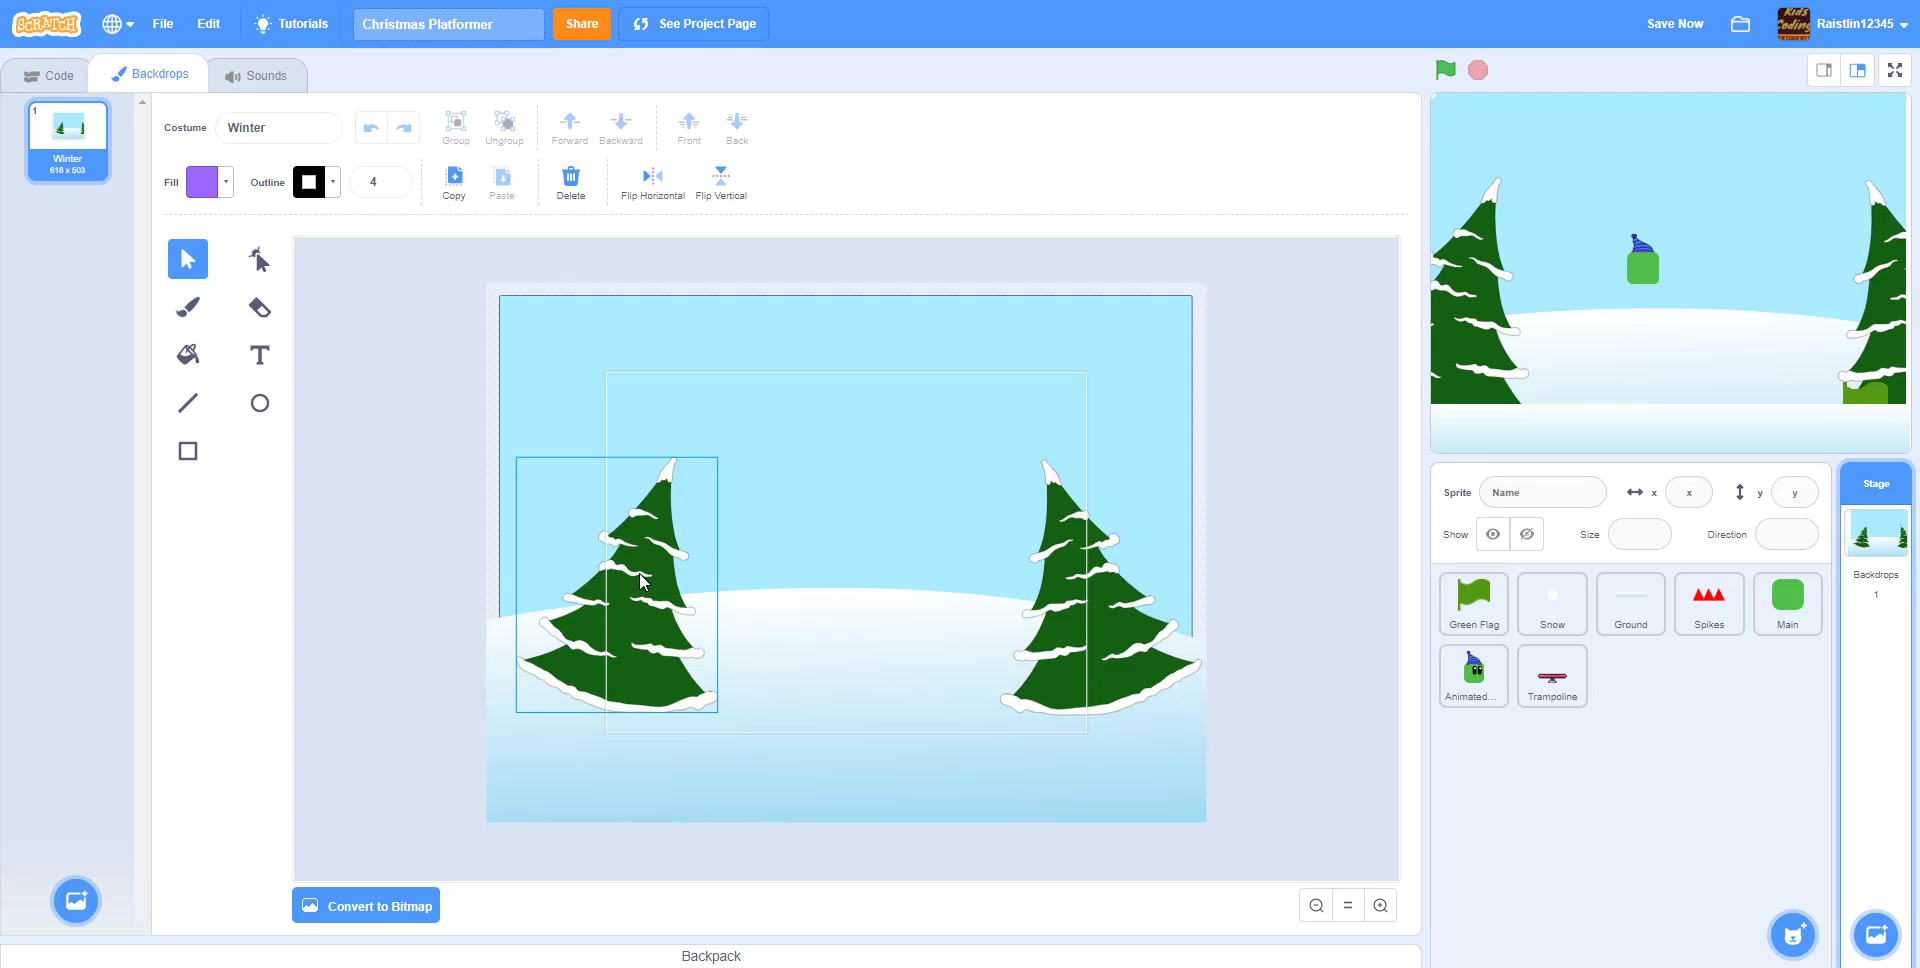 SCRATCH File Edit Tutorials Christmas Platformer Share See Project Page Save Now Kids Coding Raistlin12345
Code Backdrops Sounds
1
Winter
616 x 503
Costume Winter Group Ungroup Forward Backward Front Back
Fill Outline 4 Copy Paste Delete Flip Horizontal Flip Vertical
T
Convert to Bitmap
=
Backpack
Sprite Name x x y y
Show Size Direction
Green Flag Snow Ground Spikes Main
Animated... Trampoline
Stage
Backdrops
1